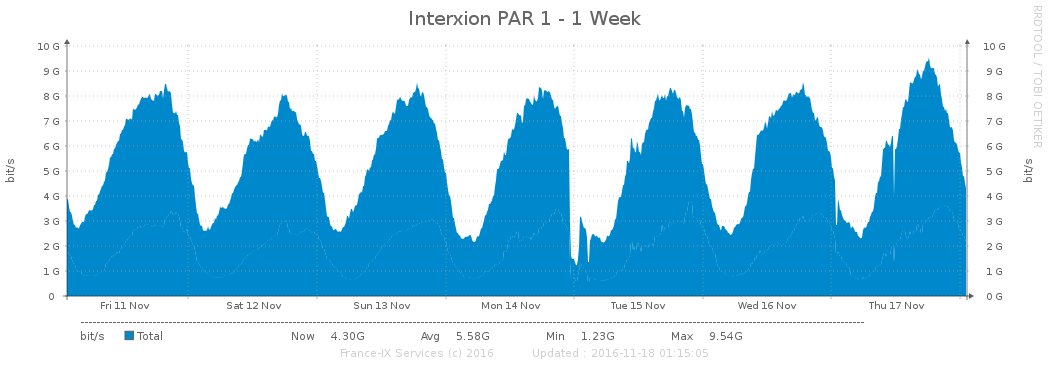 Interxion PAR 1 - 1 Week
RRDTOOL / TOBI OETIKER
10 G 10 G
9 G 9 G
8 G 8 G
7 G 7 G
6 G 6 G
5 G 5 G
4 G 4 G
3 G 3 G
2 G 2 G
1 G 1 G
0 0 G
bit/s
bit/s
Fri 11 Nov Sat 12 Nov Sun 13 Nov Mon 14 Nov Tue 15 Nov Wed 16 Nov Thu 17 Nov
bit/s Total Now 4.30G Avg 5.58G Min 1.23G Max 9.54G
France-IX Services (c) 2016 Updated : 2016-11-18 01:15:05